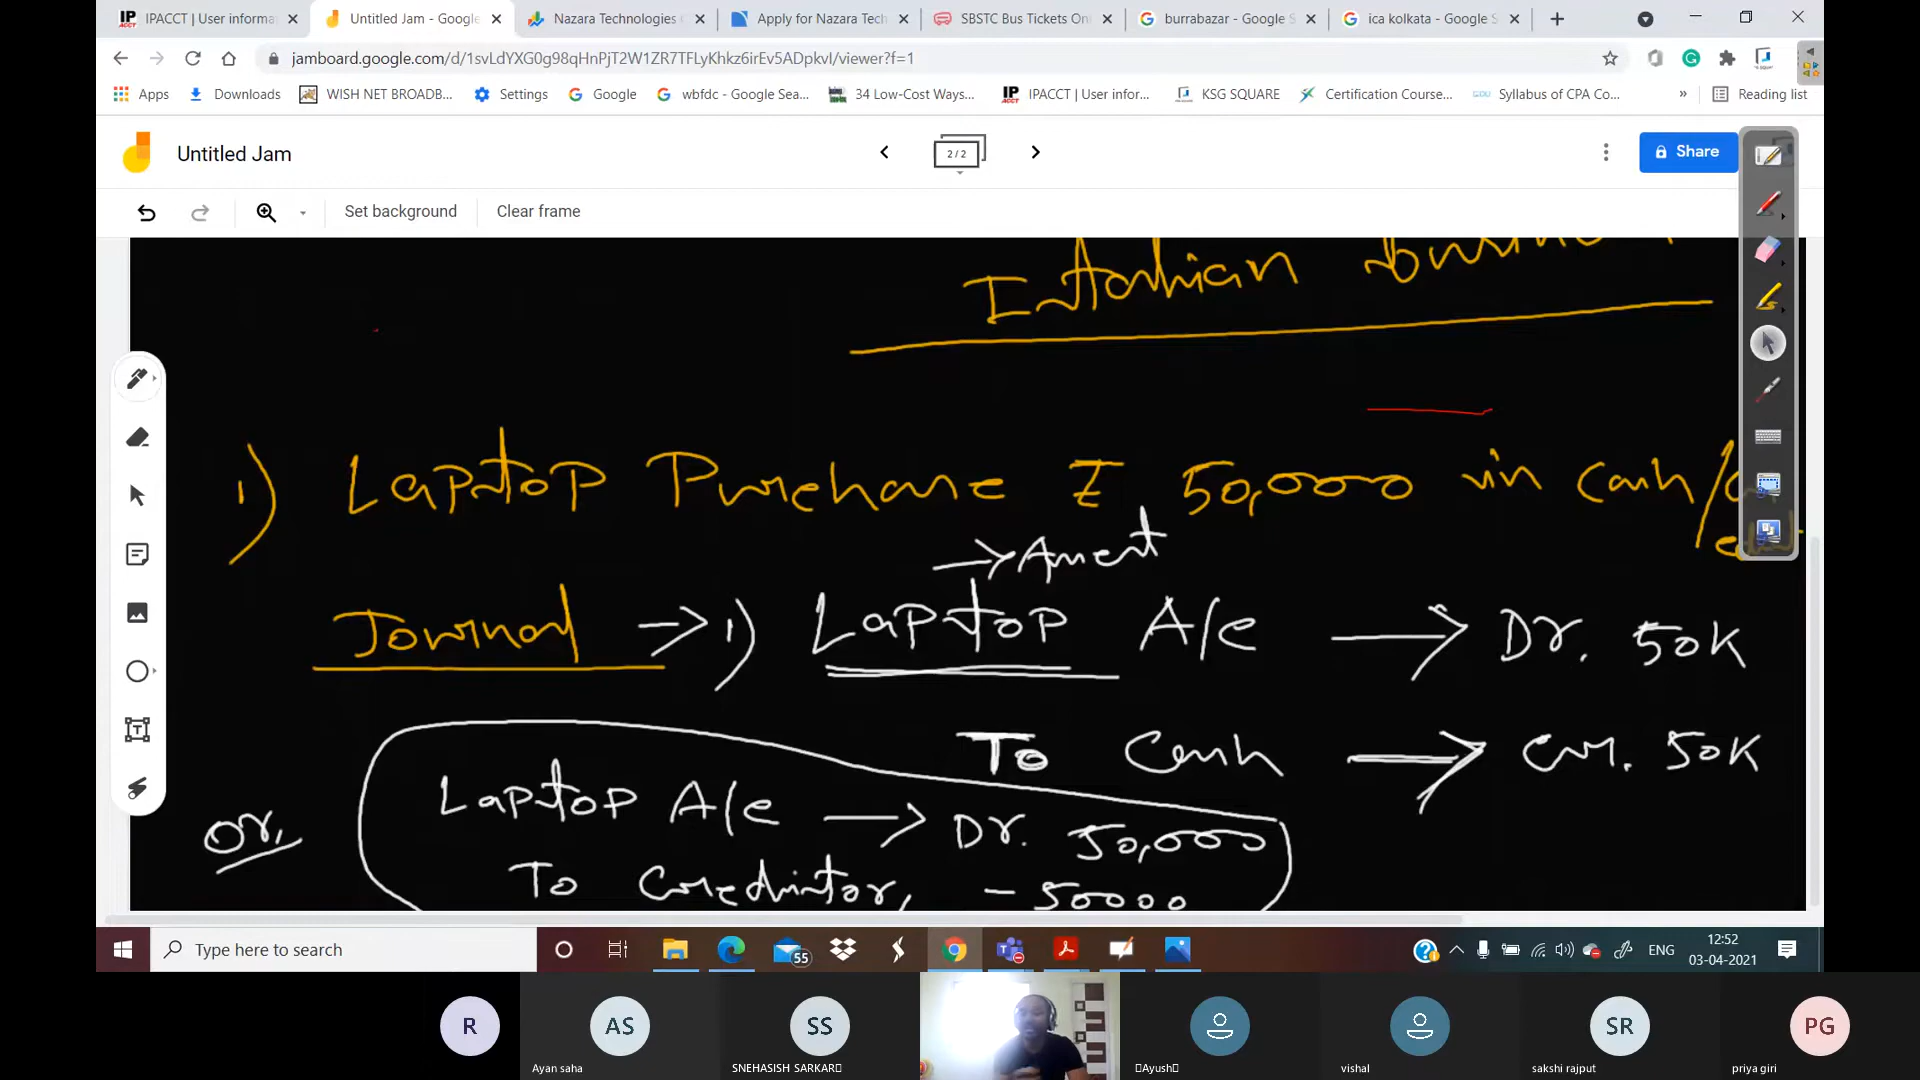 IPACCT | User informa
Untitled Jam - Google
Nazara Technologies
Apply for Nazara Tech
SBSTC Bus Tickets On
burrabazar - Google S
ica kolkata - Google S
jamboard.google.com/d/1svLdYXG0g98qHnPjT2W1ZR7TFLyKhkz6irEv5ADpkvI/viewer?f=1
Apps
Downloads
WISH NET BROADB...
Settings
Google
wbfdc - Google Sea...
34 Low-Cost Ways...
IPACCT | User infor...
KSG SQUARE
Certification Course...
Syllabus of CPA Co...
»
Reading list
Untitled Jam
2 / 2
Share
Set background
Clear frame
1) Laptop Purchase ₹ 50,000 in Cash/
→ Asset
Journal → 1) Laptop A/c → Dr. 50K
To Cash → Cr. 50K
Or, Laptop A/c → Dr. 50,000
To Creditor, - 50000
Type here to search
55
ENG
12:52
03-04-2021
R
AS
SS
SR
PG
Ayan saha
SNEHASISH SARKAR
Ayush
vishal
sakshi rajput
priya giri